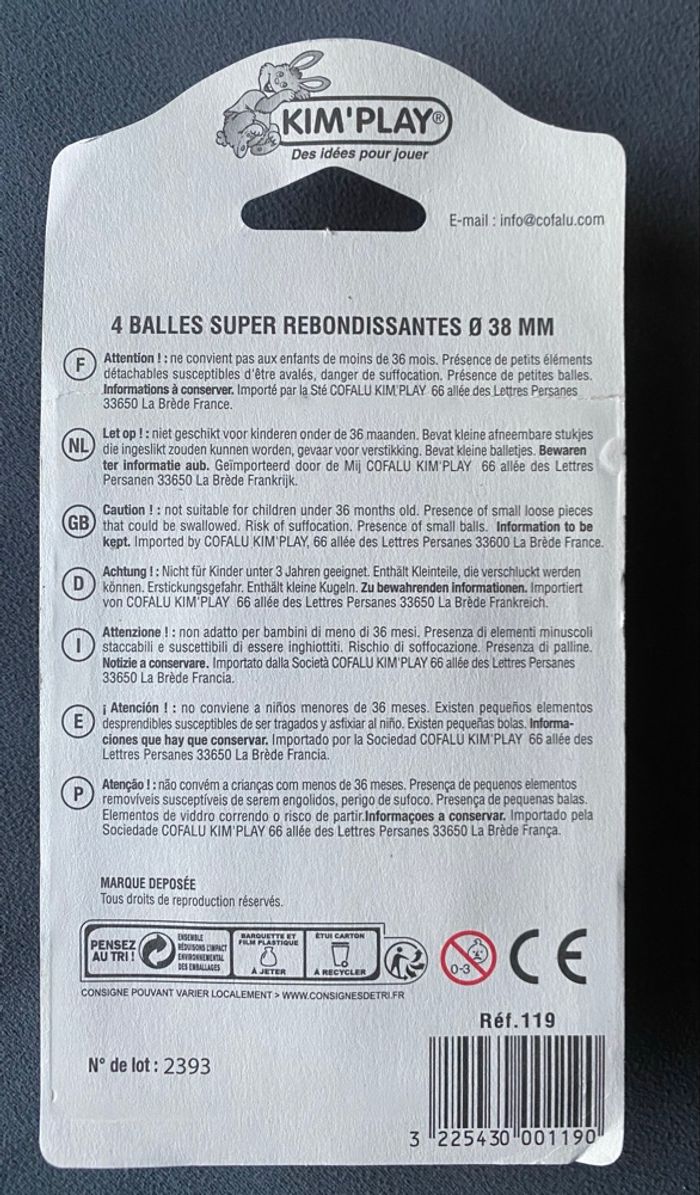 KIM'PLAY®
Des idées pour jouer
E-mail : info@cofalu.com
4 BALLES SUPER REBONDISSANTES Ø 38 MM
F
Attention ! : ne convient pas aux enfants de moins de 36 mois. Présence de petits éléments
détachables susceptibles d'être avalés, danger de suffocation. Présence de petites balles.
Informations à conserver. Importé par la Sté COFALU KIM'PLAY 66 allée des Lettres Persanes
33650 La Brède France.
NL
Let op ! : niet geschikt voor kinderen onder de 36 maanden. Bevat kleine afneembare stukjes
die ingeslikt zouden kunnen worden, gevaar voor verstikking. Bevat kleine balletjes. Bewaren
ter informatie aub. Geïmporteerd door de Mij COFALU KIM'PLAY 66 allée des Lettres
Persanen 33650 La Brède Frankrijk.
GB
Caution ! : not suitable for children under 36 months old. Presence of small loose pieces
that could be swallowed. Risk of suffocation. Presence of small balls. Information to be
kept. Imported by COFALU KIM'PLAY, 66 allée des Lettres Persanes 33600 La Brède France.
D
Achtung ! : Nicht für Kinder unter 3 Jahren geeignet. Enthält Kleinteile, die verschluckt werden
können. Erstickungsgefahr. Enthält kleine Kugeln. Zu bewahrenden informationen. Importiert
von COFALU KIM'PLAY 66 allée des Lettres Persanes 33650 La Brède Frankreich.
I
Attenzione ! : non adatto per bambini di meno di 36 mesi. Presenza di elementi minuscoli
staccabili e suscettibili di essere inghiottiti. Rischio di soffocazione. Presenza di palline.
Notizie a conservare. Importato dalla Società COFALU KIM'PLAY 66 allée des Lettres Persanes
33650 La Brède Francia.
E
¡ Atención ! : no conviene a niños menores de 36 meses. Existen pequeños elementos
desprendibles susceptibles de ser tragados y asfixiar al niño. Existen pequeñas bolas. Informa-
ciones que hay que conservar. Importado por la Sociedad COFALU KIM'PLAY 66 allée des
Lettres Persanes 33650 La Brède Francia.
P
Atenção ! : não convém a crianças com menos de 36 meses. Presença de pequenos elementos
removíveis susceptíveis de serem engolidos, perigo de sufoco. Presença de pequenas balas.
Elementos de viddro correndo o risco de partir.Informaçoes a conservar. Importado pela
Sociedade COFALU KIM'PLAY 66 allée des Lettres Persanes 33650 La Brède França.
MARQUE DEPOSÉE
Tous droits de reproduction réservés.
PENSEZ
AU TRI !
ENSEMBLE
RÉDUISONS L'IMPACT
ENVIRONNEMENTAL
DES EMBALLAGES
BARQUETTE ET
FILM PLASTIQUE
À JETER
ÉTUI CARTON
À RECYCLER
0-3
CE
CONSIGNE POUVANT VARIER LOCALEMENT > WWW.CONSIGNESDETRI.FR
Réf.119
N° de lot : 2393
3 225430 001190